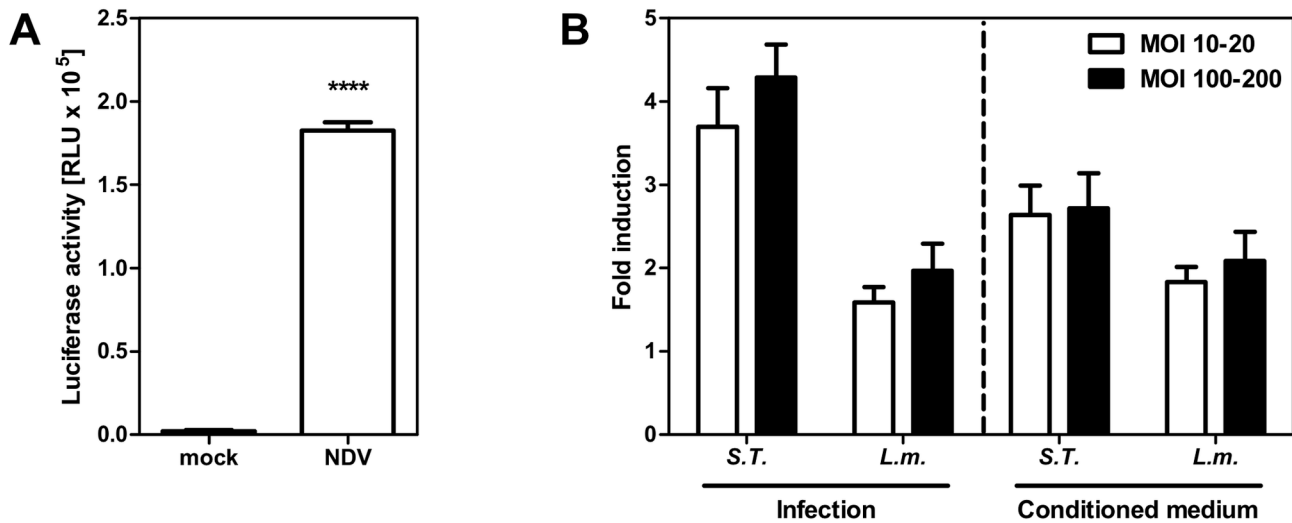 A
Luciferase activity [RLU x 10⁵]
2.5
2.0
1.5
1.0
0.5
0.0
****
mock
NDV
B
Fold induction
5
4
3
2
1
0
MOI 10-20
MOI 100-200
S.T.
L.m.
S.T.
L.m.
Infection
Conditioned medium